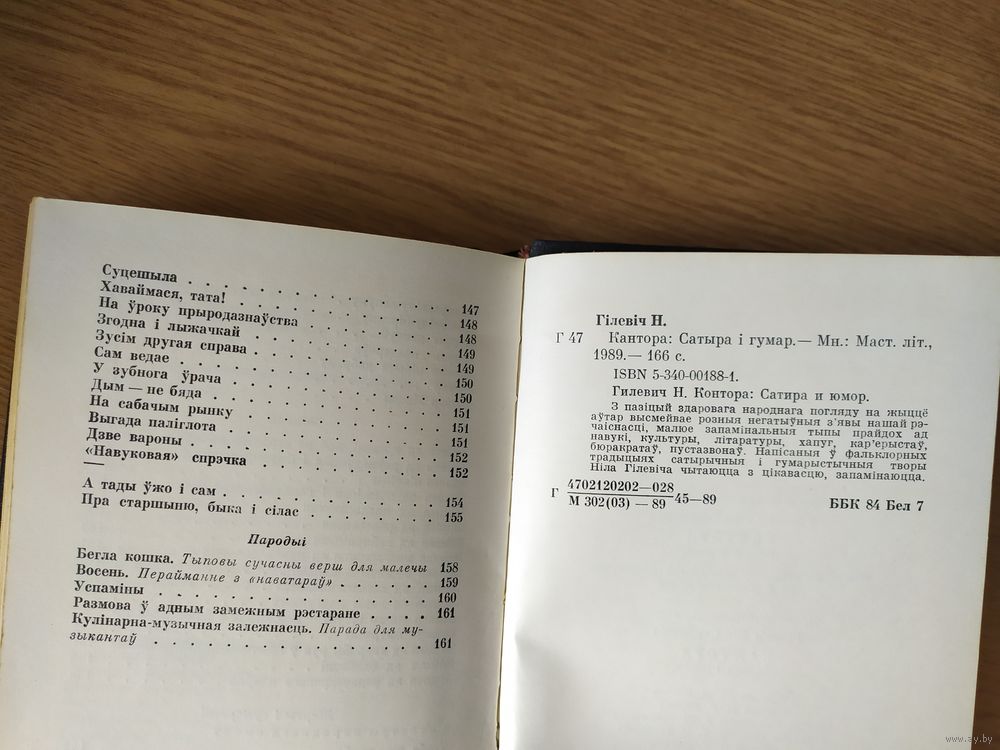 Суцешыла . . . . . . . . . . . . . . 147
Хаваймася, тата! . . . . . . . . . . . 148
На ўроку прыродазнаўства . . . . . . . 148
Згодна і лыжачкай . . . . . . . . . . 149
Зусім другая справа . . . . . . . . . . 149
Сам ведае . . . . . . . . . . . . . . 150
У зубнога ўрача . . . . . . . . . . . 150
Дым — не бяда . . . . . . . . . . . . 151
На сабачым рынку . . . . . . . . . . . 151
Выгада паліглота . . . . . . . . . . . 151
Дзве вароны . . . . . . . . . . . . . 152
«Навуковая» спрэчка . . . . . . . . . . 152
—
А тады ўжо і сам . . . . . . . . . . . 154
Пра старшыню, быка і сілас . . . . . . . 155
Пародыі
Бегла кошка. Тыповы сучасны верш для малечы 158
Восень. Перайманне з «наватараў» . . . . . 159
Успаміны . . . . . . . . . . . . . . 160
Размова ў адным замежным рэстаране . . . . 161
Кулінарна-музычная залежнасць. Парада для му-
зыкантаў . . . . . . . . . . . . . . 161
Гілевіч Н.
Г 47 Кантора: Сатыра і гумар.— Мн.: Маст. літ.,
1989.— 166 с.
ISBN 5-340-00188-1.
Гилевич Н. Контора: Сатира и юмор.
З пазіцый здаровага народнага погляду на жыццё
аўтар высмейвае розныя негатыўныя з'явы нашай рэ-
чаіснасці, малюе запамінальныя тыпы прайдох ад
навукі, культуры, літаратуры, хапуг, кар'ерыстаў,
бюракратаў, пустазвонаў. Напісаныя ў фальклорных
традыцыях сатырычныя і гумарыстычныя творы
Ніла Гілевіча чытаюцца з цікавасцю, запамінаюцца.
Г 4702120202—028
М 302(03) — 89 45—89 ББК 84 Бел 7
www.ay.by